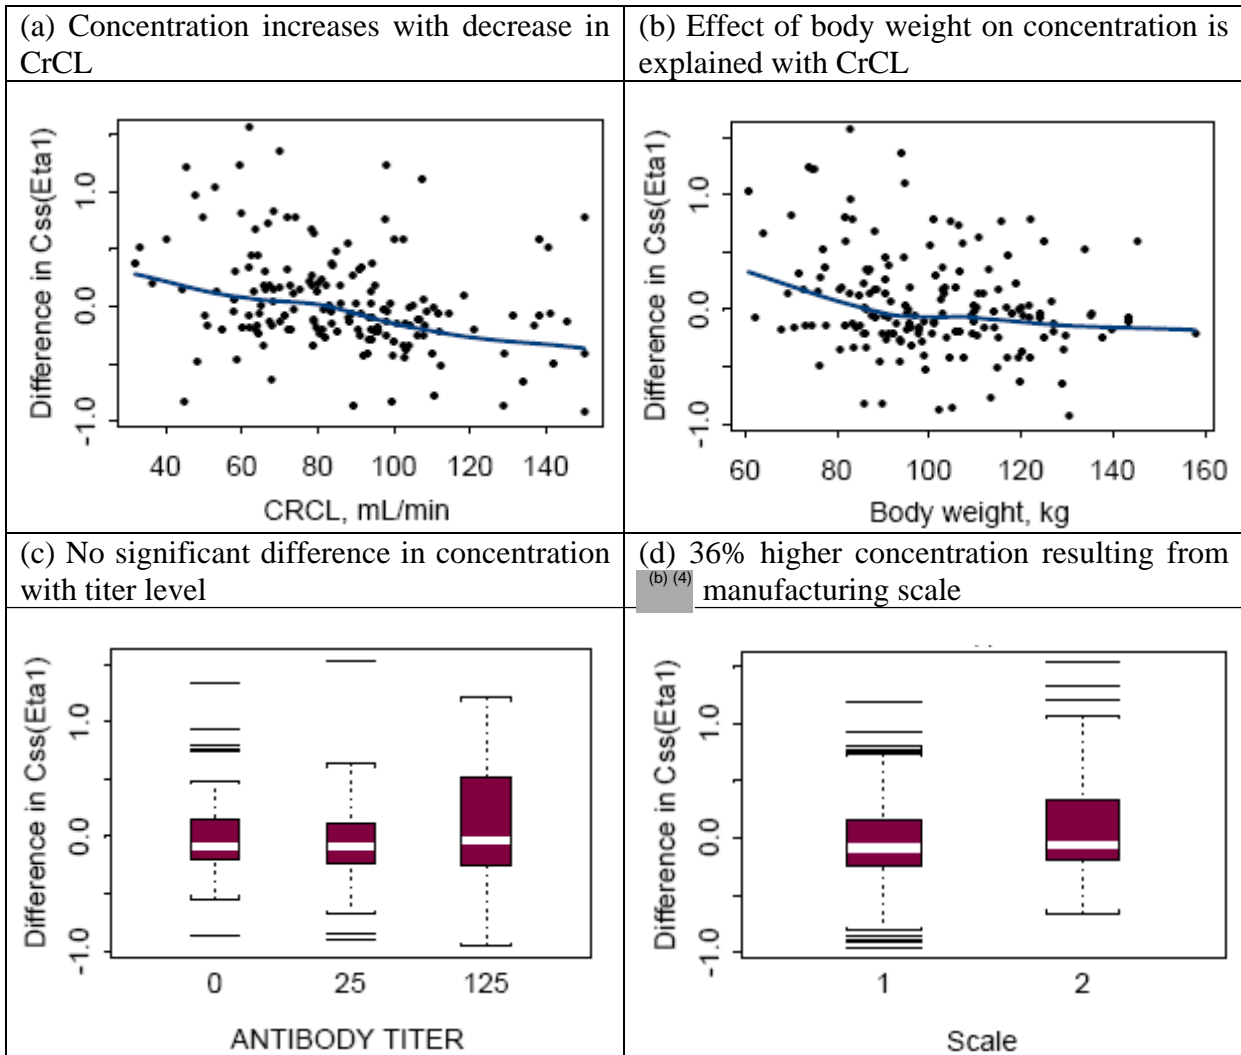 (a) Concentration increases with decrease in
CrCL
(b) Effect of body weight on concentration is
explained with CrCL
Difference in Css(Eta1)
1.0
0.0
-1.0
40 60 80 100 120 140
CRCL, mL/min
Difference in Css(Eta1)
1.0
0.0
-1.0
60 80 100 120 140 160
Body weight, kg
(c) No significant difference in concentration
with titer level
(d) 36% higher concentration resulting from
(b) (4) manufacturing scale
Difference in Css(Eta1)
1.0
0.0
-1.0
0 25 125
ANTIBODY TITER
Difference in Css(Eta1)
1.0
0.0
-1.0
1 2
Scale